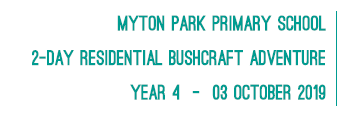 MYTON PARK PRIMARY SCHOOL
2-DAY RESIDENTIAL BUSHCRAFT ADVENTURE
YEAR 4 - 03 OCTOBER 2019